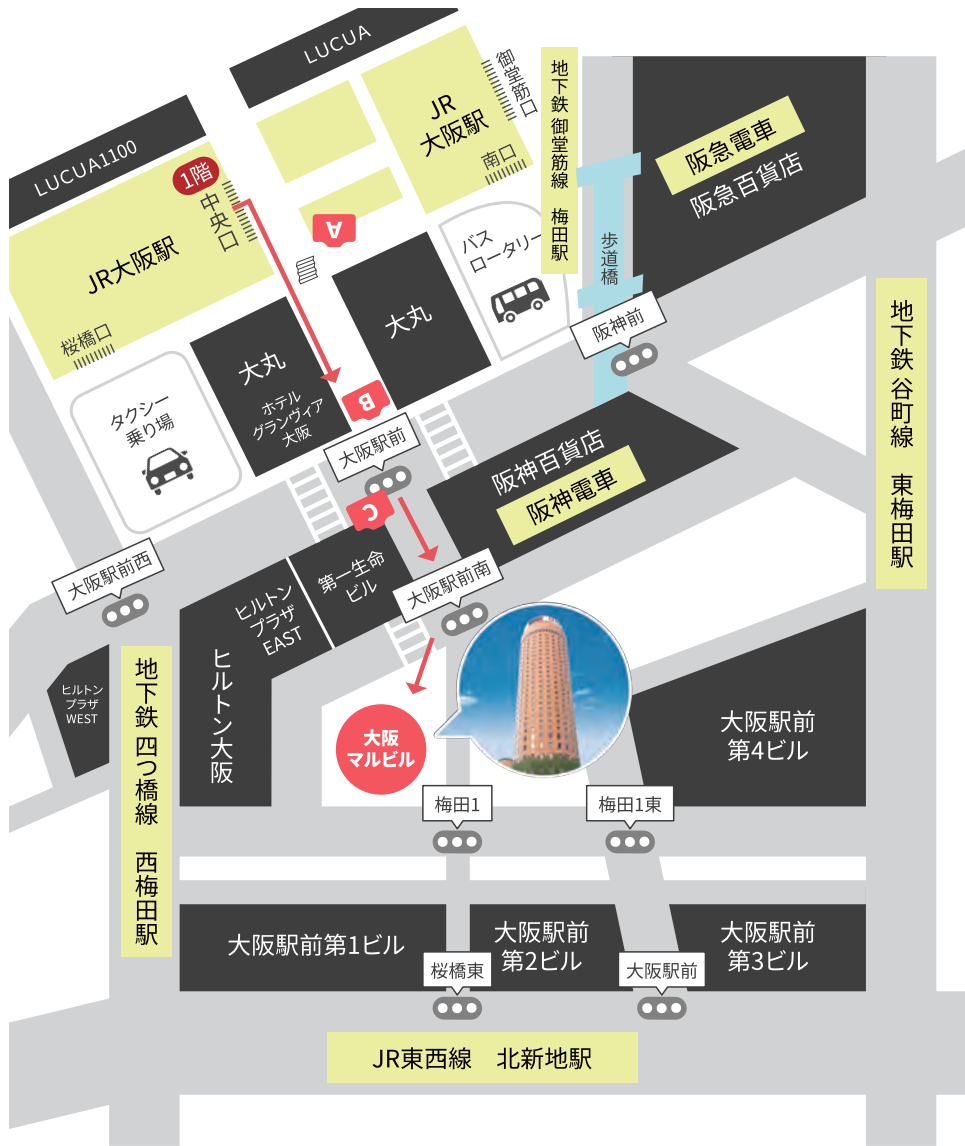 LUCUA
御堂筋口
地下鉄 御堂筋線 梅田駅
JR
大阪駅
南口
阪急電車
阪急百貨店
LUCUA1100
1階
中央口
A
バス
ロータリー
歩道橋
JR大阪駅
桜橋口
大丸
阪神前
地下鉄 谷町線 東梅田駅
大丸
ホテル
グランヴィア
大阪
B
タクシー
乗り場
大阪駅前
阪神百貨店
阪神電車
C
大阪駅前西
第一生命
ビル
大阪駅前南
ヒルトン
プラザ
EAST
ヒルトン大阪
ヒルトン
プラザ
WEST
地下鉄 四つ橋線 西梅田駅
大阪
マルビル
大阪駅前
第4ビル
梅田1
梅田1東
大阪駅前第1ビル
大阪駅前
第2ビル
大阪駅前
第3ビル
桜橋東
大阪駅前
JR東西線 北新地駅